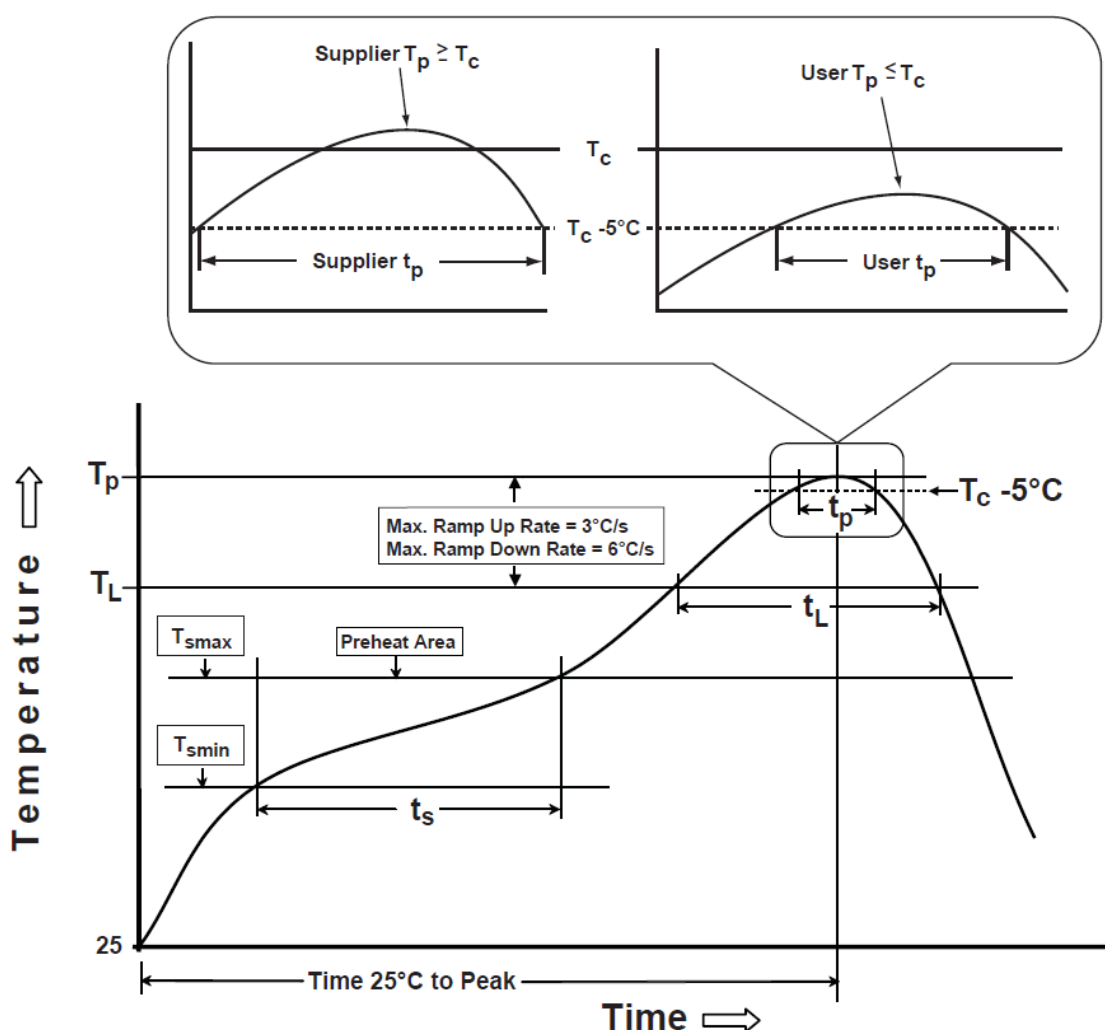 Supplier Tp ≥ Tc
User Tp ≤ Tc
Tc
Tc -5°C
Supplier tp
User tp
Tp
Tc -5°C
tp
Max. Ramp Up Rate = 3°C/s
Max. Ramp Down Rate = 6°C/s
TL
tL
Tsmax
Preheat Area
Tsmin
ts
Temperature
25
Time 25°C to Peak
Time